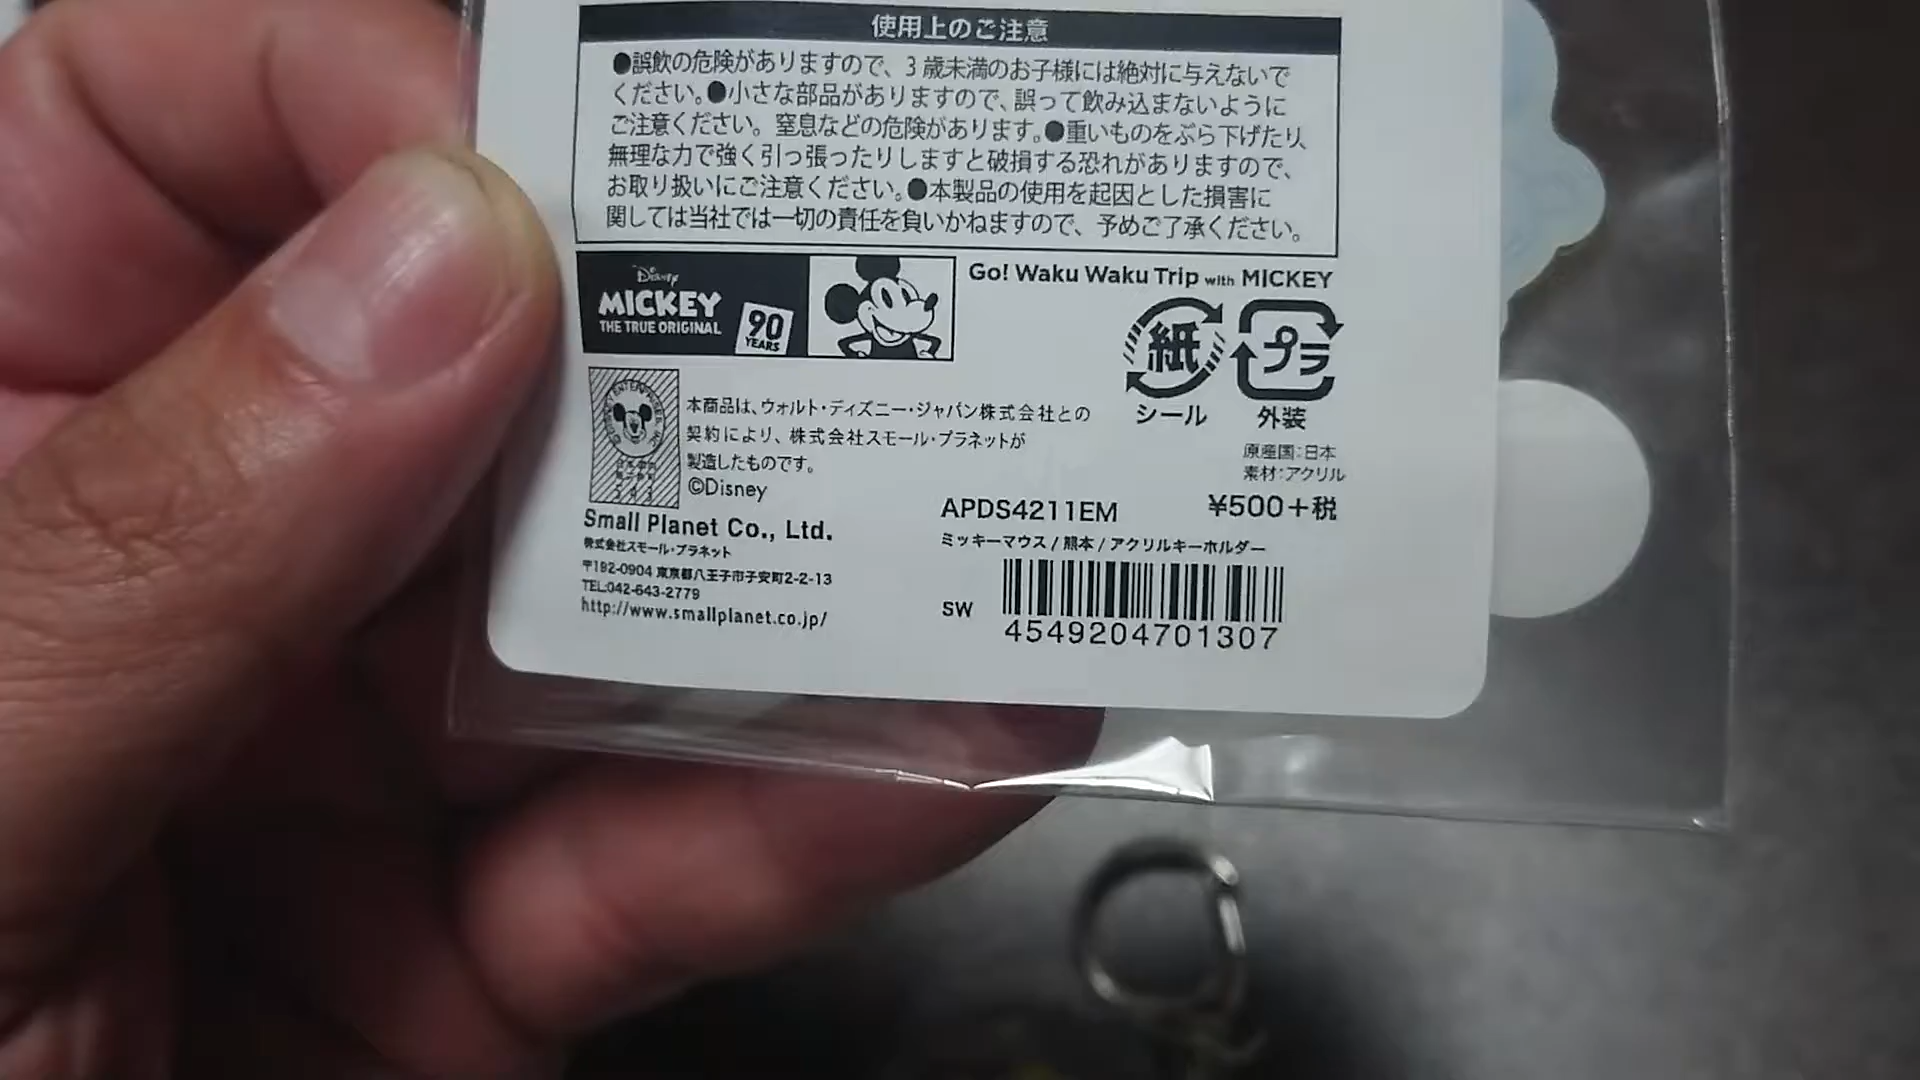 使用上のご注意
●誤飲の危険がありますので、3歳未満のお子様には絶対に与えないで
ください。●小さな部品がありますので、誤って飲み込まないように
ご注意ください。窒息などの危険があります。●重いものをぶら下げたり、
無理な力で強く引っ張ったりしますと破損する恐れがありますので、
お取り扱いにご注意ください。●本製品の使用を起因とした損害に
関しては当社では一切の責任を負いかねますので、予めご了承ください。
Disney
MICKEY
THE TRUE ORIGINAL
90
YEARS
Go! Waku Waku Trip with MICKEY
紙
プラ
シール
外装
本商品は、ウォルト・ディズニー・ジャパン株式会社との
契約により、株式会社スモール・プラネットが
製造したものです。
©Disney
原産国:日本
素材:アクリル
Small Planet Co., Ltd.
株式会社スモール・プラネット
〒192-0904 東京都八王子市子安町2-2-13
TEL:042-643-2779
http://www.smallplanet.co.jp/
APDS4211EM
¥500+税
ミッキーマウス / 熊本 / アクリルキーホルダー
SW
4549204701307